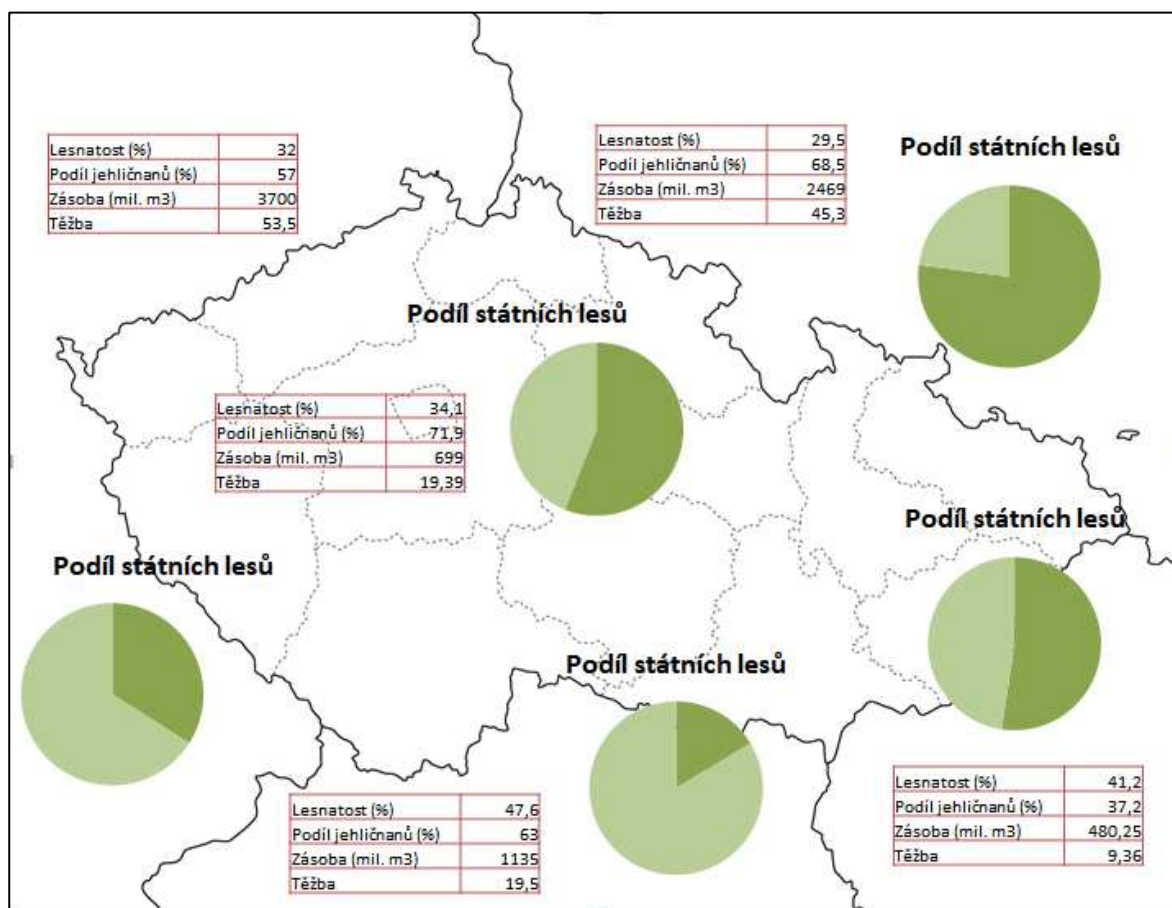 Lesnatost (%) 32
Podíl jehličnanů (%) 57
Zásoba (mil. m3) 3700
Těžba 53,5
Lesnatost (%) 29,5
Podíl jehličnanů (%) 68,5
Zásoba (mil. m3) 2469
Těžba 45,3
Podíl státních lesů
Podíl státních lesů
Lesnatost (%) 34,1
Podíl jehličnanů (%) 71,9
Zásoba (mil. m3) 699
Těžba 19,39
Podíl státních lesů
Podíl státních lesů
Podíl státních lesů
Lesnatost (%) 47,6
Podíl jehličnanů (%) 63
Zásoba (mil. m3) 1135
Těžba 19,5
Lesnatost (%) 41,2
Podíl jehličnanů (%) 37,2
Zásoba (mil. m3) 480,25
Těžba 9,36